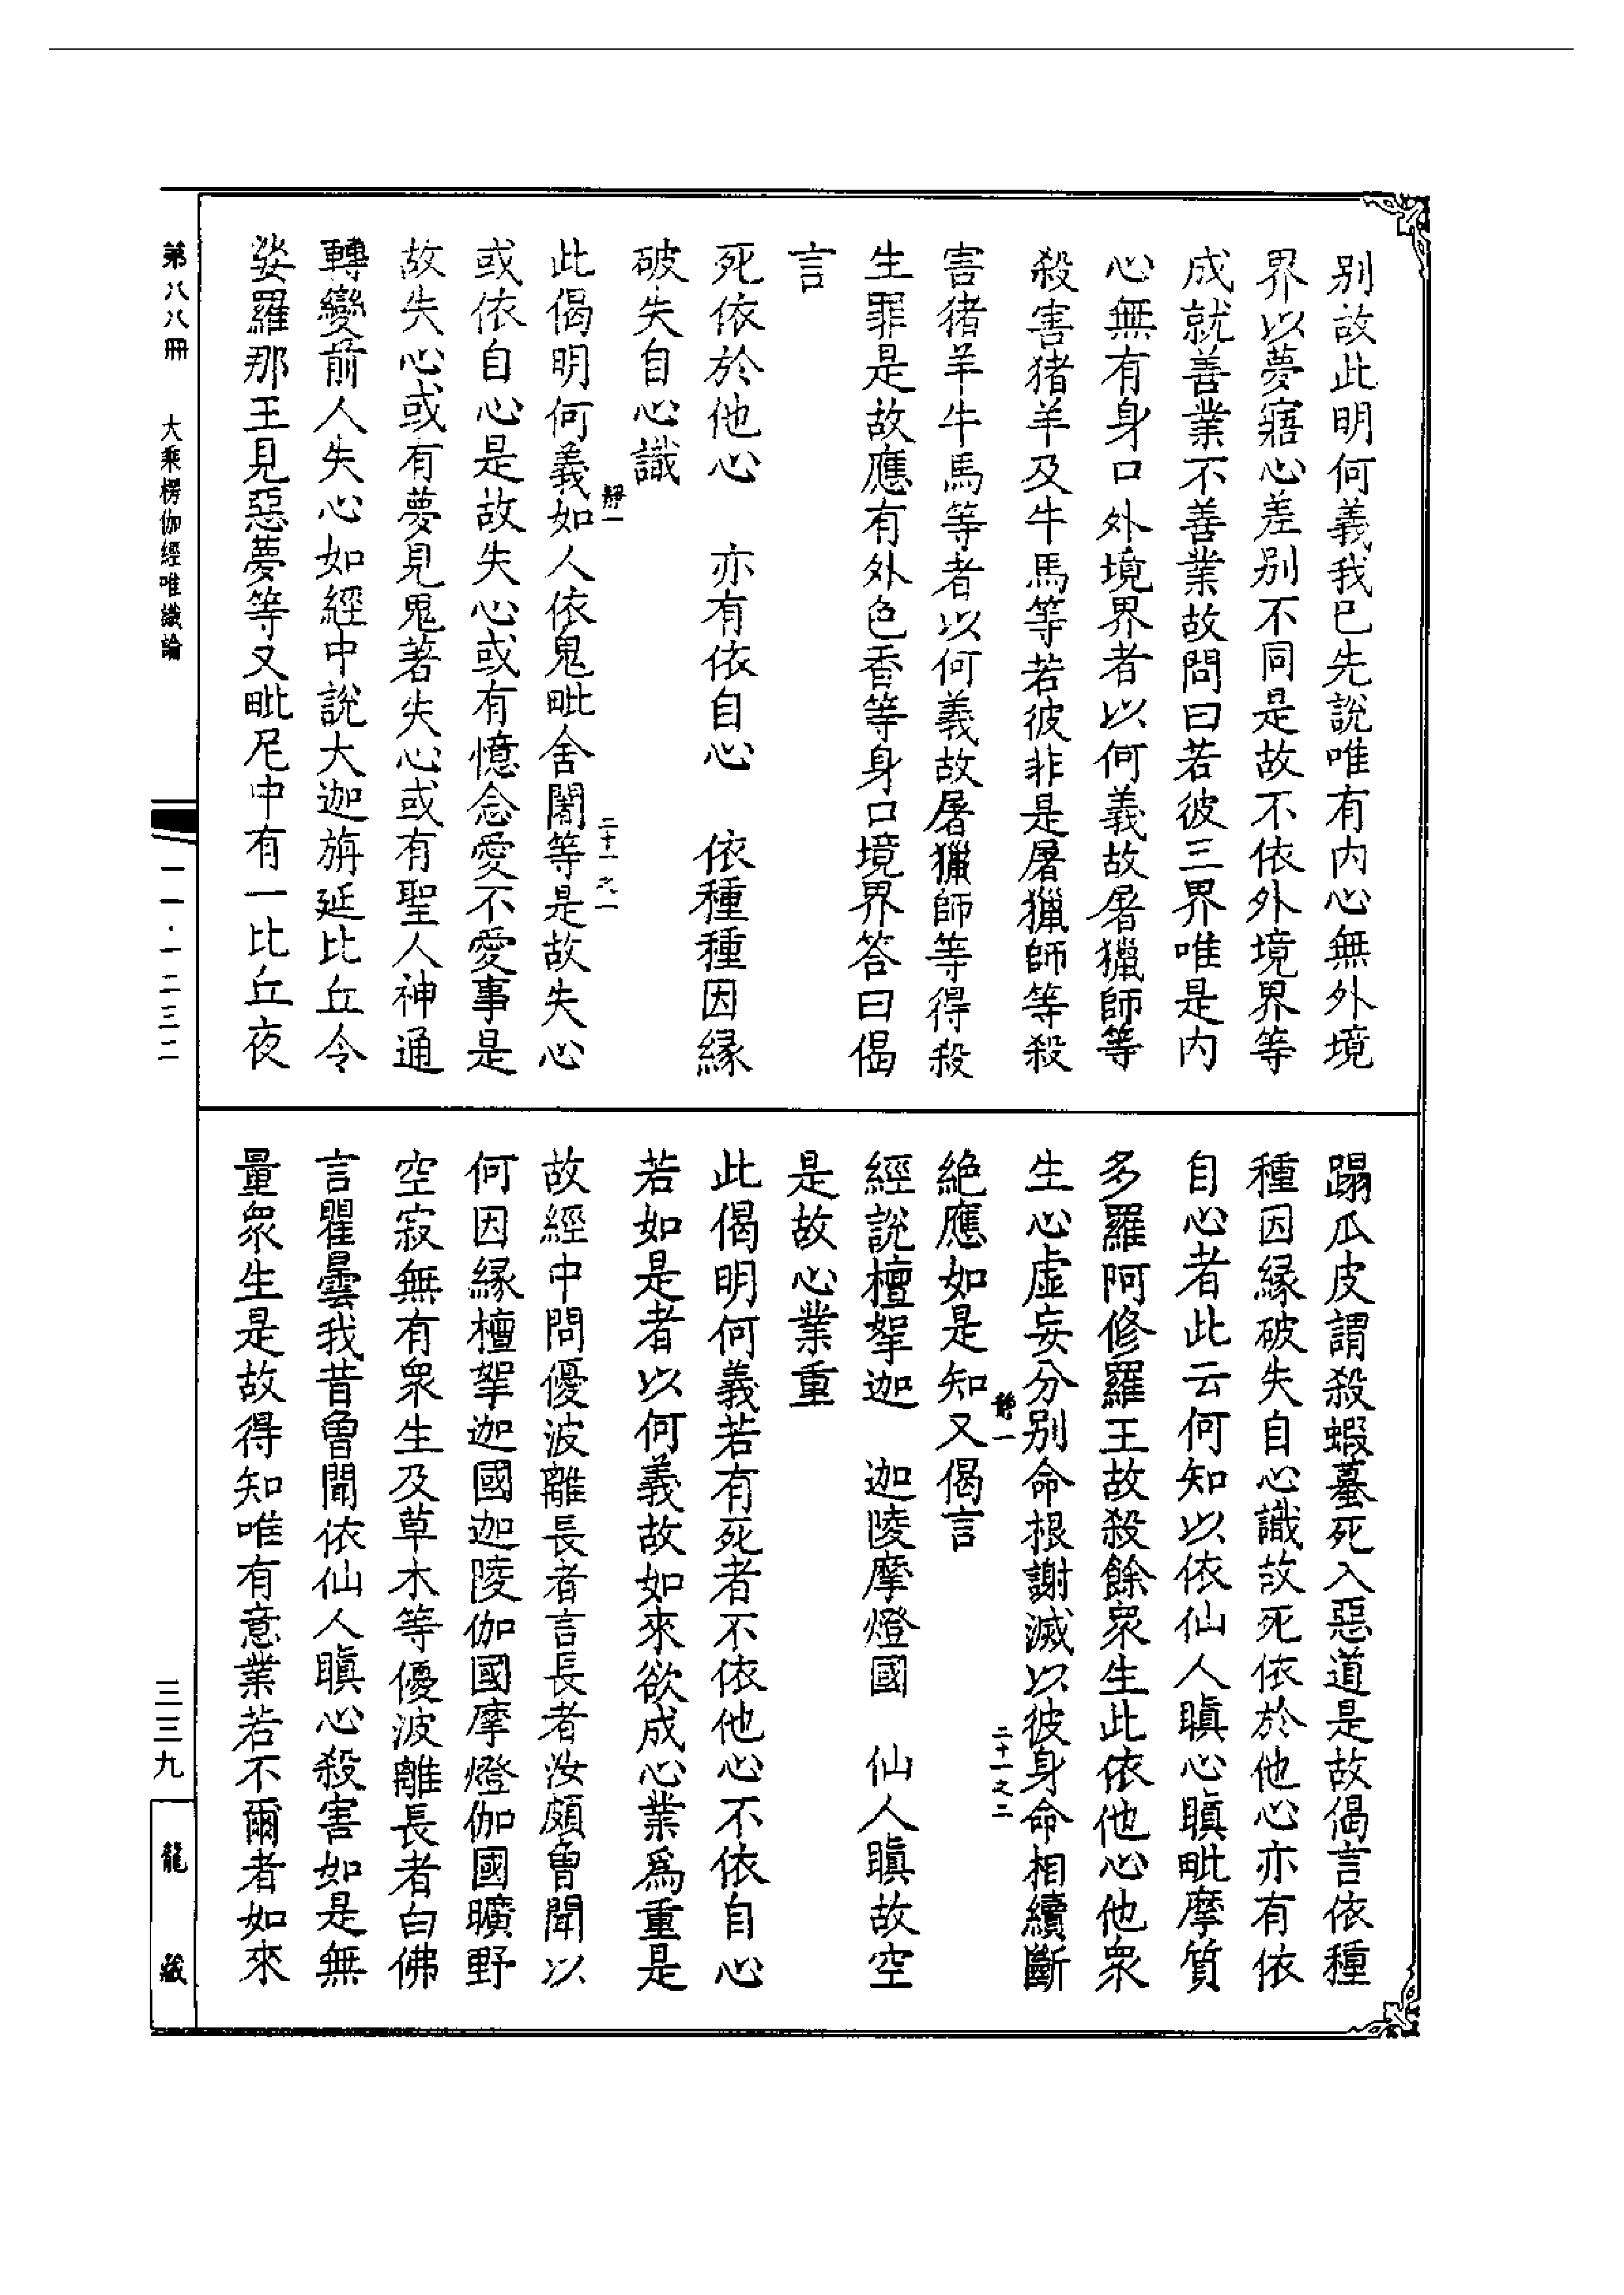 別故此明何義我已先說唯有内心無外境
界以夢寤心差別不同是故不依外境界等
成就善業不善業故問曰若彼三界唯是内
心無有身口外境界者以何義故屠獵師等
殺害猪羊及牛馬等若彼非是屠獵師等殺
害猪羊牛馬等者以何義故屠獵師等得殺
生罪是故應有外色香等身口境界答曰偈
言
死依於他心　亦有依自心　依種種因緣
破失自心識
靜一
二十一之一
此偈明何義如人依鬼毗舍闍等是故失心
或依自心是故失心或有憶念愛不愛事是
故失心或有夢見鬼著失心或有聖人神通
轉變前人失心如經中說大迦旃延比丘令
娑羅那王見惡夢等又毗尼中有一比丘夜
蹋瓜皮謂殺蝦蟇死入惡道是故偈言依種
種因緣破失自心識故死依於他心亦有依
自心者此云何知以依仙人瞋心瞋毗摩質
多羅阿修羅王故殺餘衆生此依他心他衆
生心虛妄分別命根謝滅以彼身命相續斷
靜一
二十一之二
絶應如是知又偈言
經說檀拏迦　迦陵摩燈國　仙人瞋故空
是故心業重
此偈明何義若有死者不依他心不依自心
若如是者以何義故如來欲成心業爲重是
故經中問優波離長者言長者汝頗曾聞以
何因緣檀拏迦國迦陵伽國摩燈伽國曠野
空寂無有衆生及草木等優波離長者白佛
言瞿曇我昔曾聞依仙人瞋心殺害如是無
量衆生是故得知唯有意業若不爾者如來
第八八冊　大乘楞伽經唯識論
一一·一二三二
三三九
龍藏